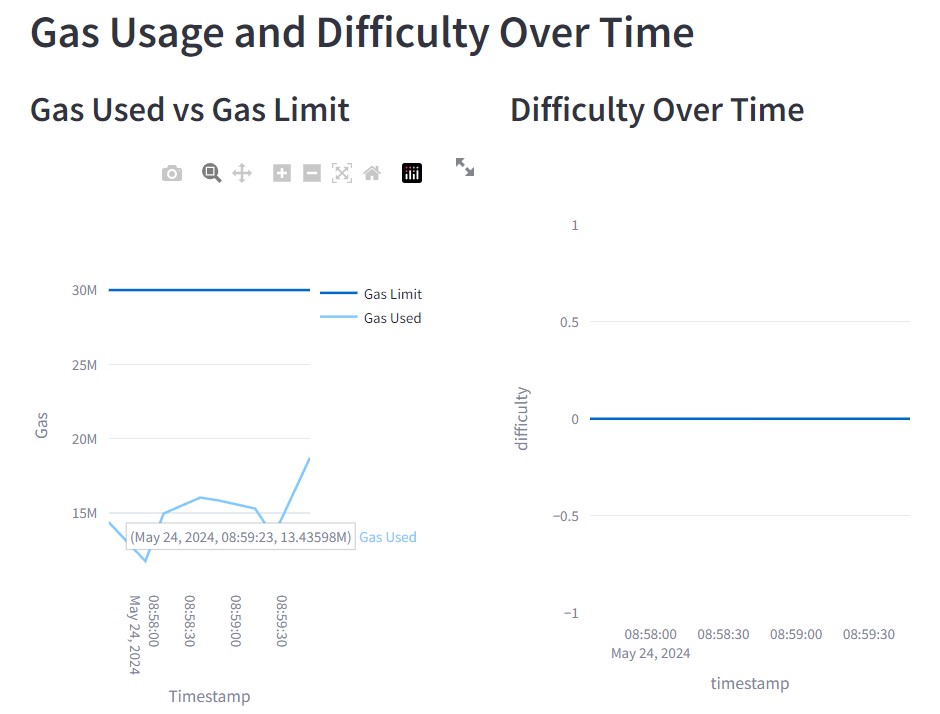 Gas Usage and Difficulty Over Time
Gas Used vs Gas Limit
30M
25M
20M
15M
Gas
Gas Limit
Gas Used
(May 24, 2024, 08:59:23, 13.43598M)
Gas Used
08:58:00
May 24, 2024
08:58:30
08:59:00
08:59:30
Timestamp
Difficulty Over Time
1
0.5
0
−0.5
−1
difficulty
08:58:00
May 24, 2024
08:58:30
08:59:00
08:59:30
timestamp